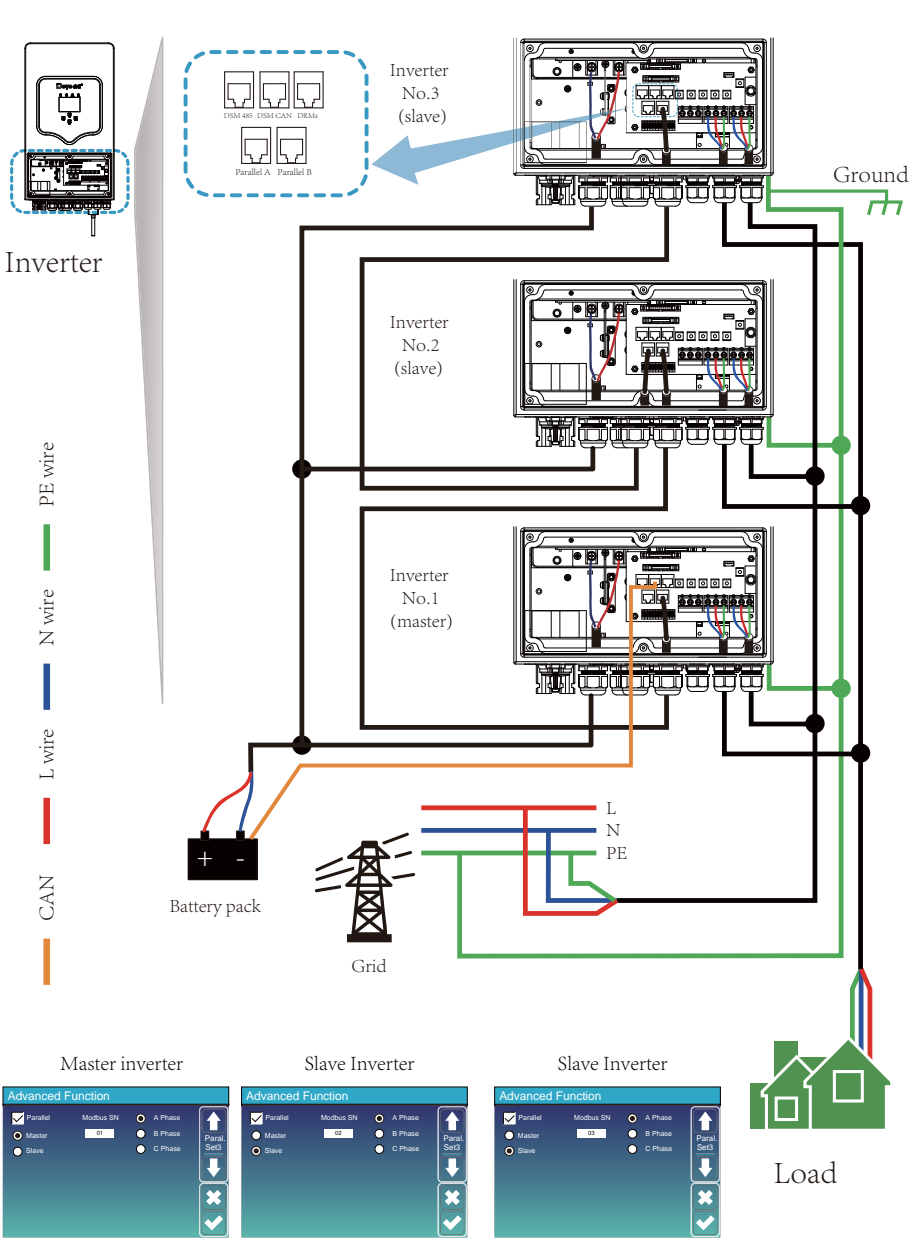 Deye
Inverter
DSM 485 DSM CAN DRMs
Parallel A Parallel B
Inverter
No.3
(slave)
Ground
Inverter
No.2
(slave)
Inverter
No.1
(master)
PE wire
N wire
L wire
CAN
+ -
Battery pack
Grid
L
N
PE
Load
Master inverter
Advanced Function
Parallel Modbus SN A Phase
Master 01 B Phase
Slave C Phase
Paral.
Set3
Slave Inverter
Advanced Function
Parallel Modbus SN A Phase
Master 02 B Phase
Slave C Phase
Paral.
Set3
Slave Inverter
Advanced Function
Parallel Modbus SN A Phase
Master 03 B Phase
Slave C Phase
Paral.
Set3